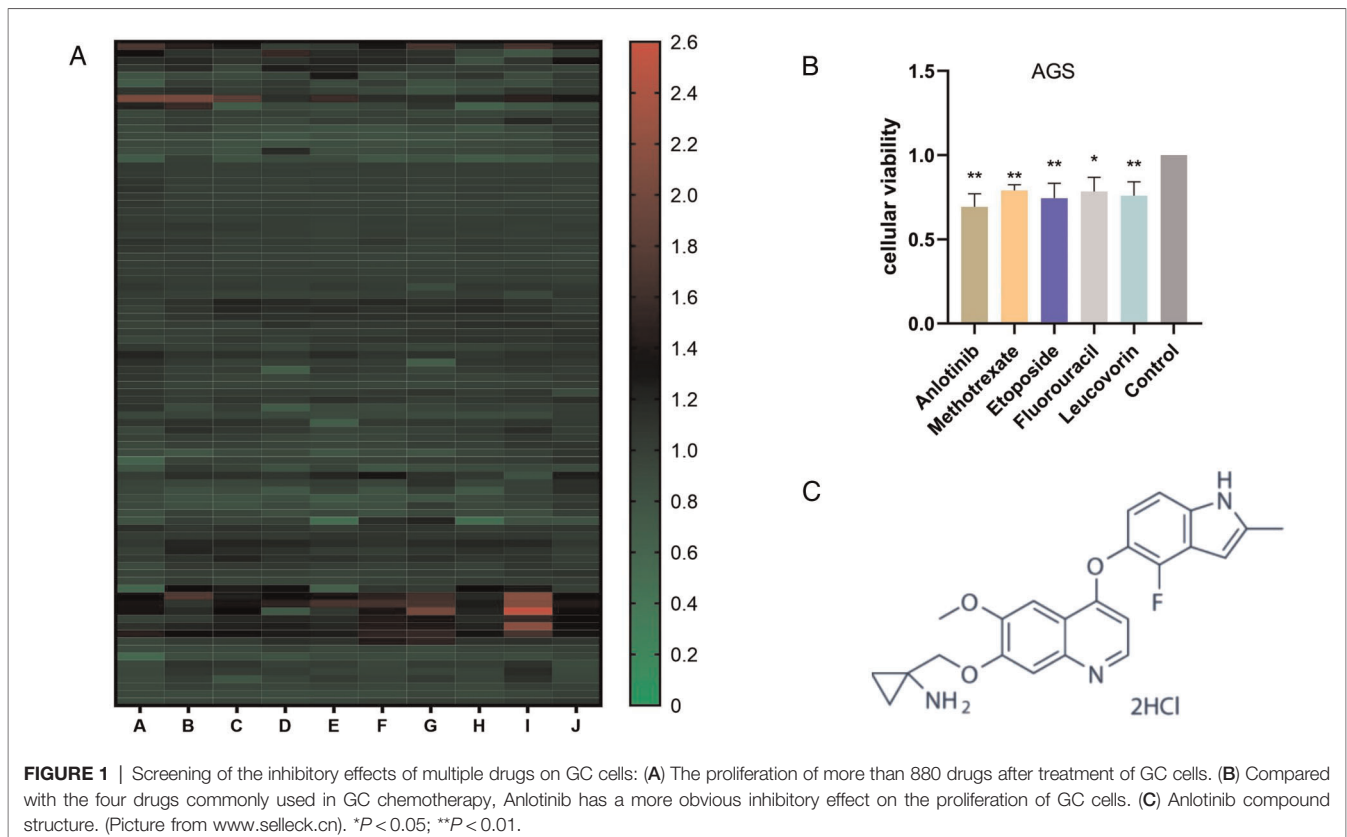 A
2.6
2.4
2.2
2.0
1.8
1.6
1.4
1.2
1.0
0.8
0.6
0.4
0.2
0
A B C D E F G H I J
B
AGS
cellular viability
1.5
1.0
0.5
0.0
** ** ** * **
Anlotinib
Methotrexate
Etoposide
Fluorouracil
Leucovorin
Control
C
H
N
O
F
O
O
N
NH2
2HCl
FIGURE 1 | Screening of the inhibitory effects of multiple drugs on GC cells: (A) The proliferation of more than 880 drugs after treatment of GC cells. (B) Compared
with the four drugs commonly used in GC chemotherapy, Anlotinib has a more obvious inhibitory effect on the proliferation of GC cells. (C) Anlotinib compound
structure. (Picture from www.selleck.cn). *P < 0.05; **P < 0.01.